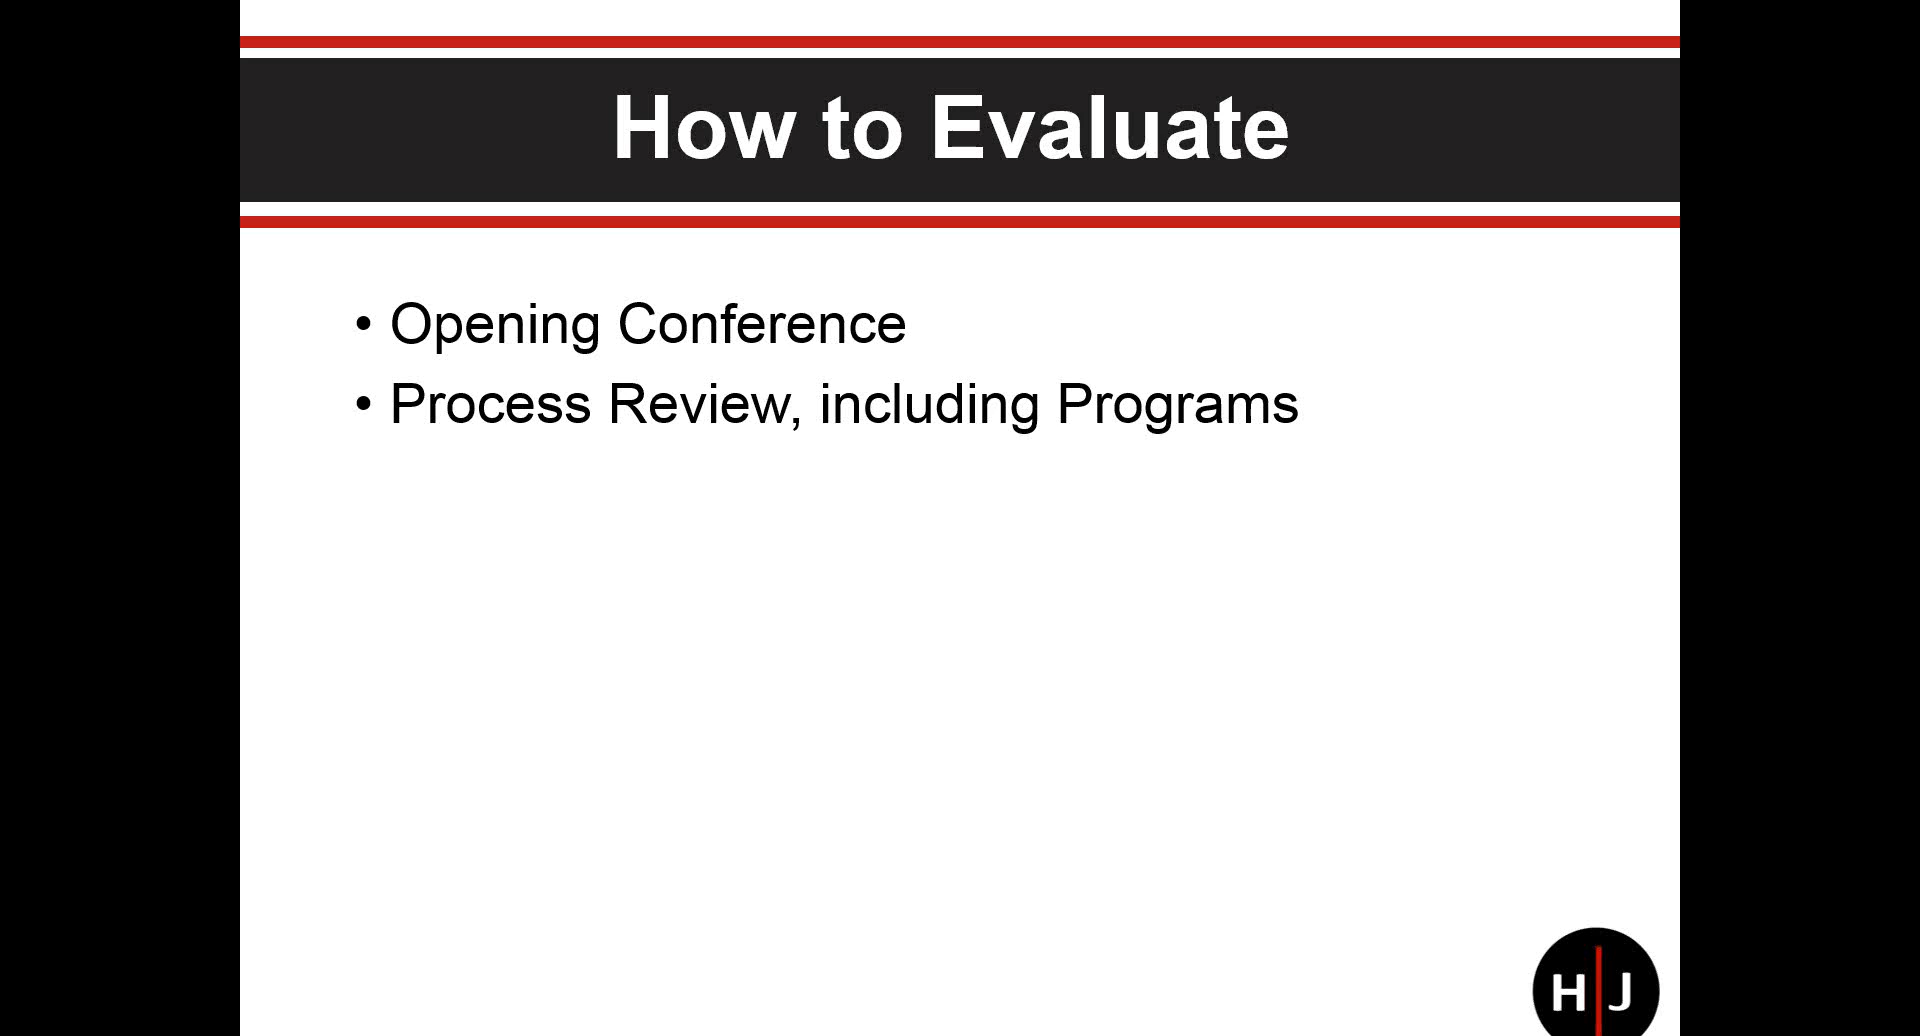 How to Evaluate
• Opening Conference
• Process Review, including Programs
H J